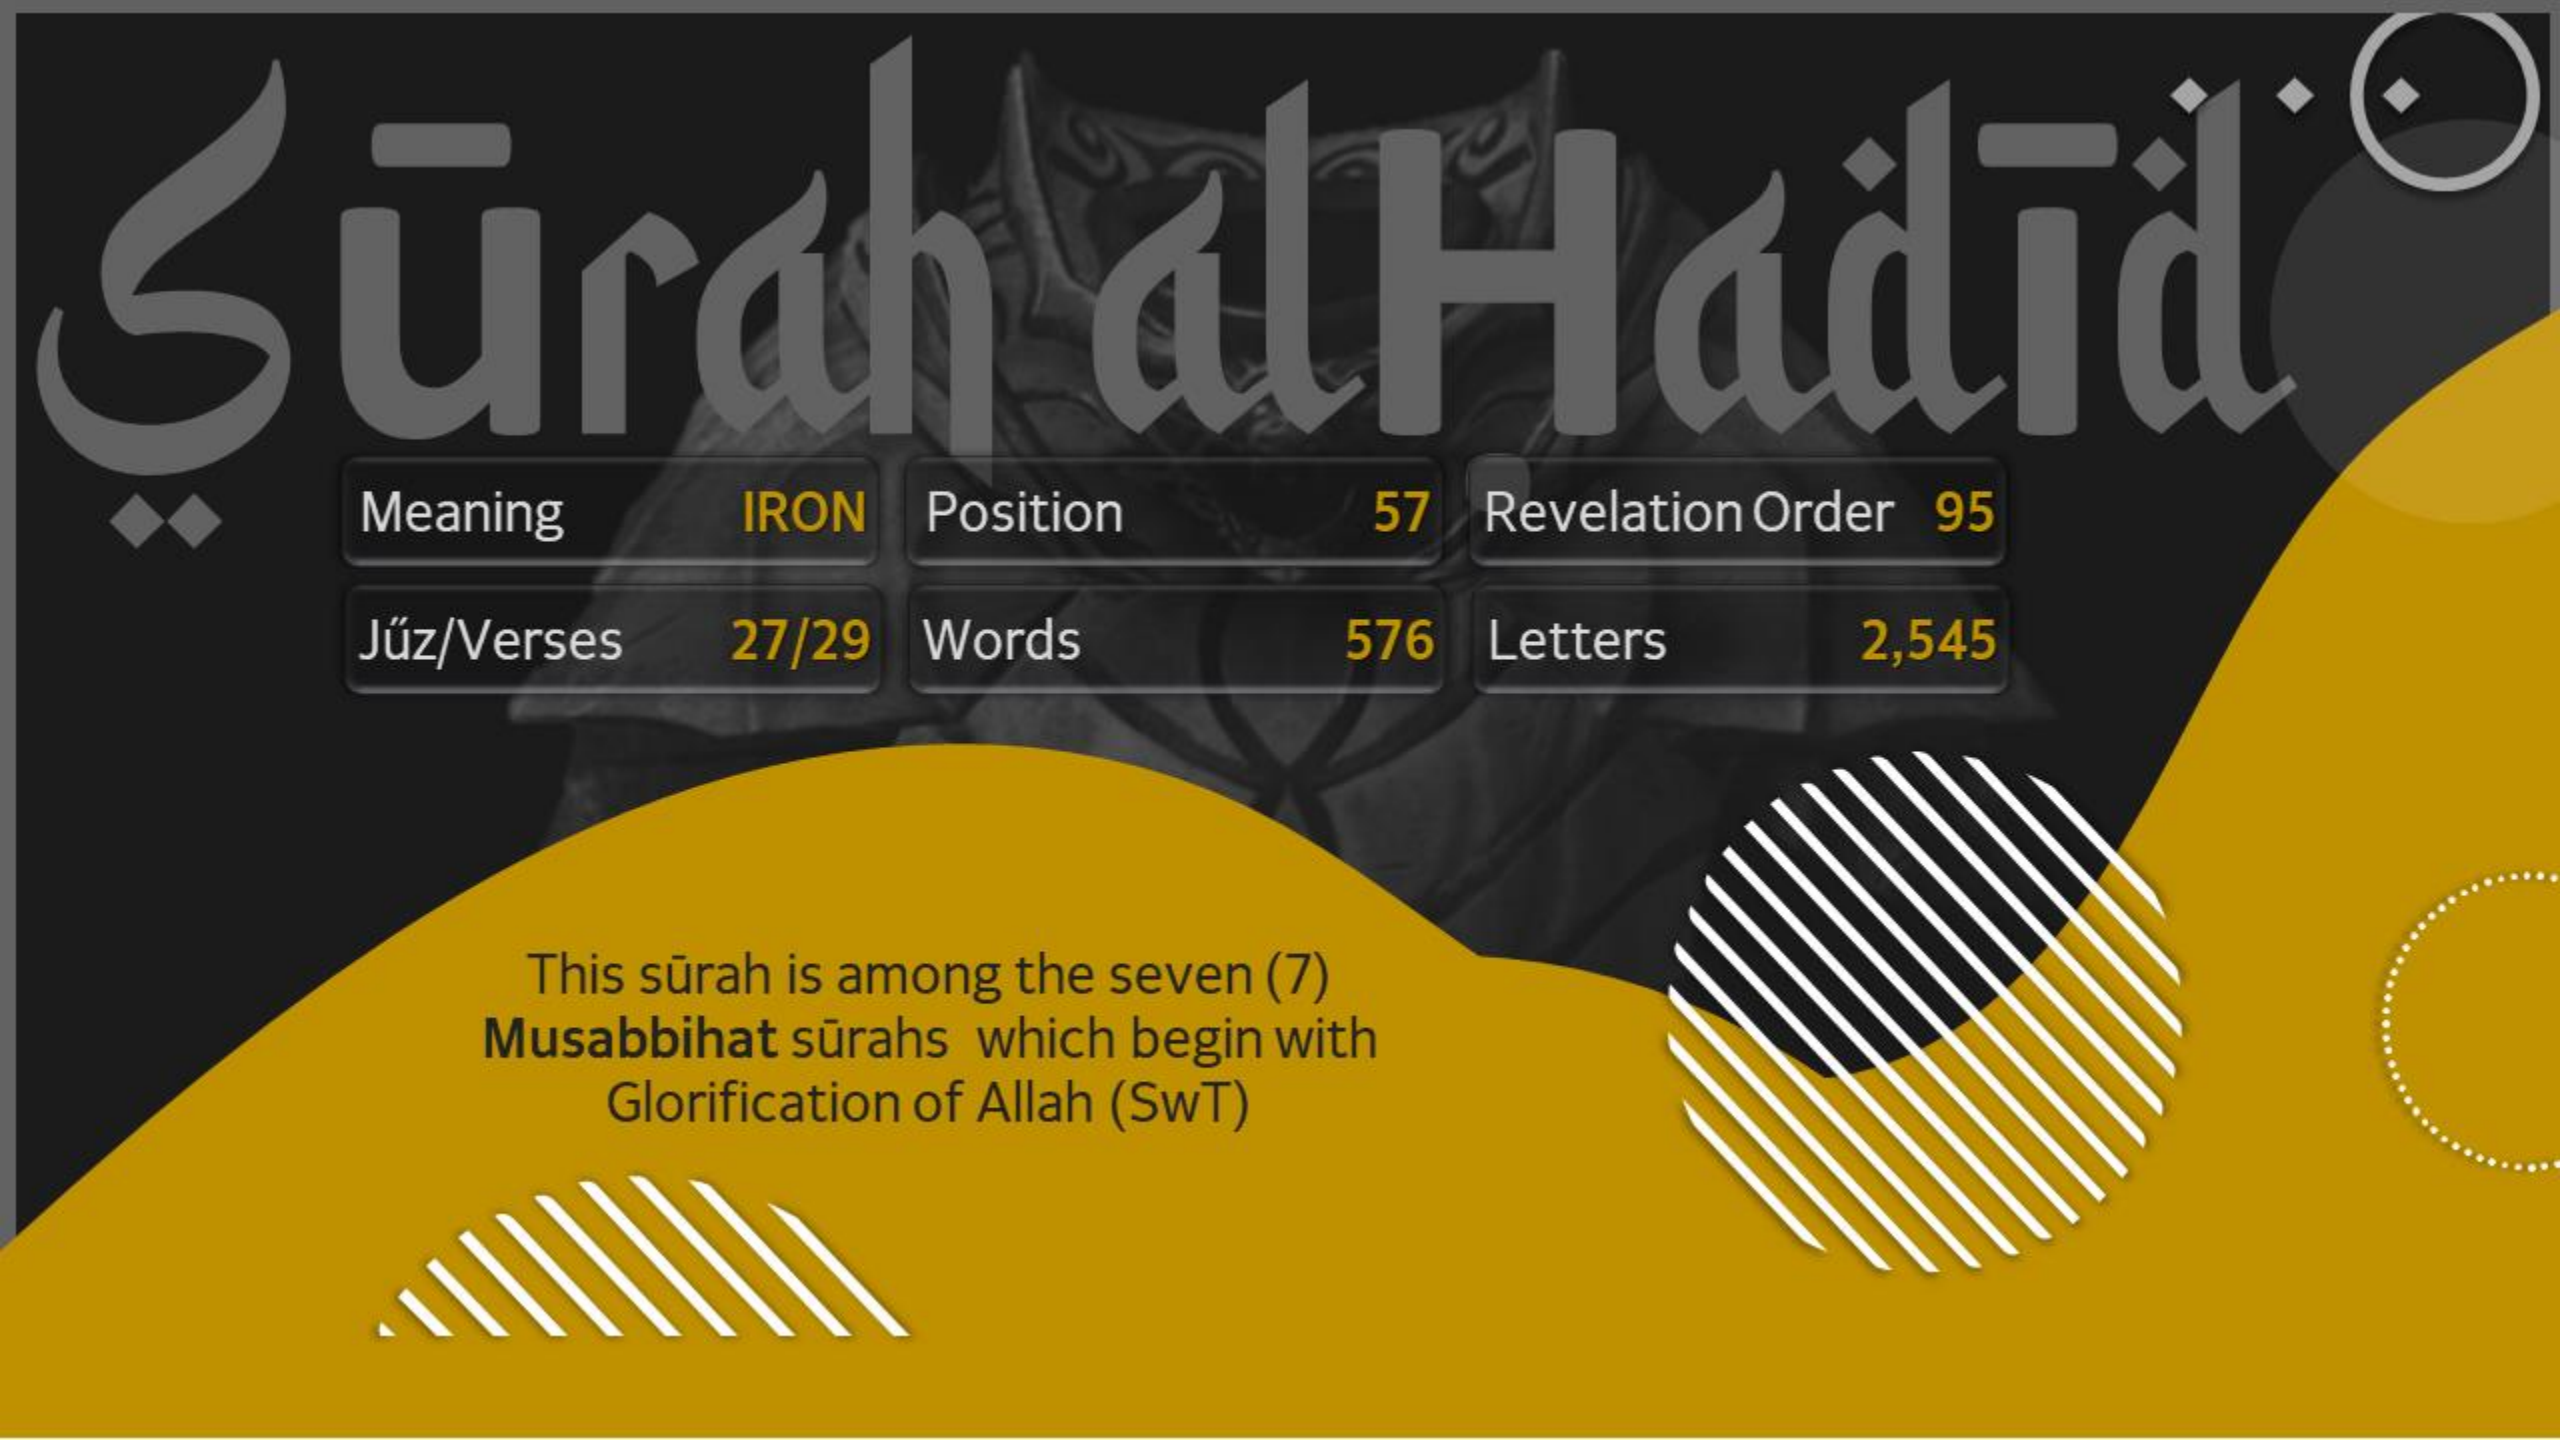 Sūrah alHadīd
Meaning IRON
Position 57
Revelation Order 95
Jűz/Verses 27/29
Words 576
Letters 2,545
This sūrah is among the seven (7)
Musabbihat sūrahs which begin with
Glorification of Allah (SwT)